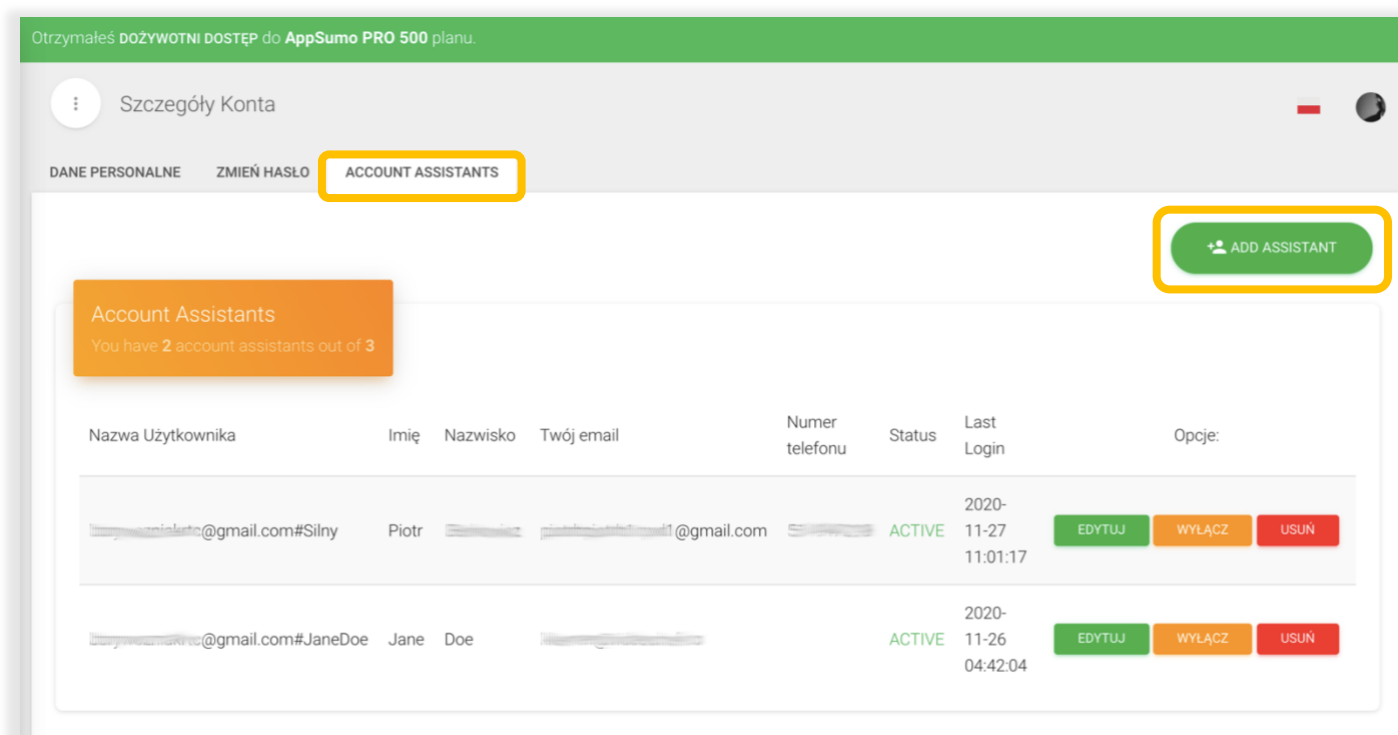 Otrzymałeś DOŻYWOTNI DOSTĘP do AppSumo PRO 500 planu.
Szczegóły Konta
DANE PERSONALNE ZMIEŃ HASŁO ACCOUNT ASSISTANTS
ADD ASSISTANT
Account Assistants
You have 2 account assistants out of 3
Nazwa Użytkownika Imię Nazwisko Twój email Numer telefonu Status Last Login Opcje:
@gmail.com#Silny Piotr 1@gmail.com ACTIVE 2020-11-27 11:01:17 EDYTUJ WYŁĄCZ USUŃ
@gmail.com#JaneDoe Jane Doe ACTIVE 2020-11-26 04:42:04 EDYTUJ WYŁĄCZ USUŃ